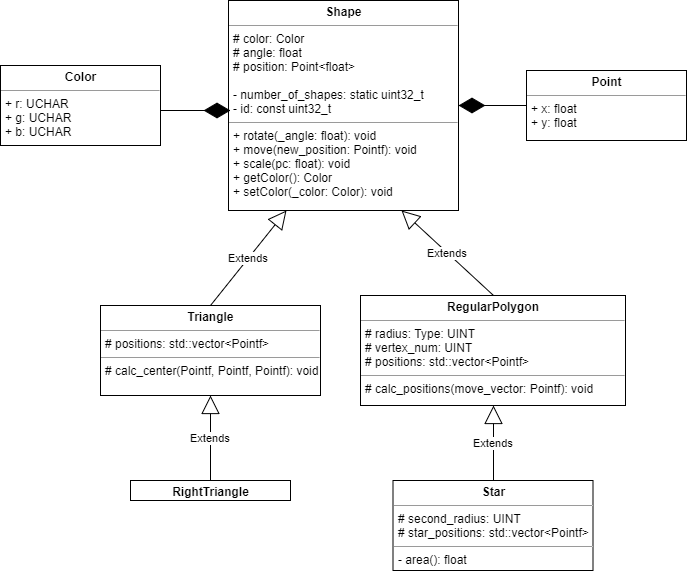 Shape
# color: Color
# angle: float
# position: Point<float>
- number_of_shapes: static uint32_t
- id: const uint32_t
+ rotate(_angle: float): void
+ move(new_position: Pointf): void
+ scale(pc: float): void
+ getColor(): Color
+ setColor(_color: Color): void
Color
+ r: UCHAR
+ g: UCHAR
+ b: UCHAR
Point
+ x: float
+ y: float
Extends
Extends
Triangle
# positions: std::vector<Pointf>
# calc_center(Pointf, Pointf, Pointf): void
RegularPolygon
# radius: Type: UINT
# vertex_num: UINT
# positions: std::vector<Pointf>
# calc_positions(move_vector: Pointf): void
Extends
Extends
RightTriangle
Star
# second_radius: UINT
# star_positions: std::vector<Pointf>
- area(): float